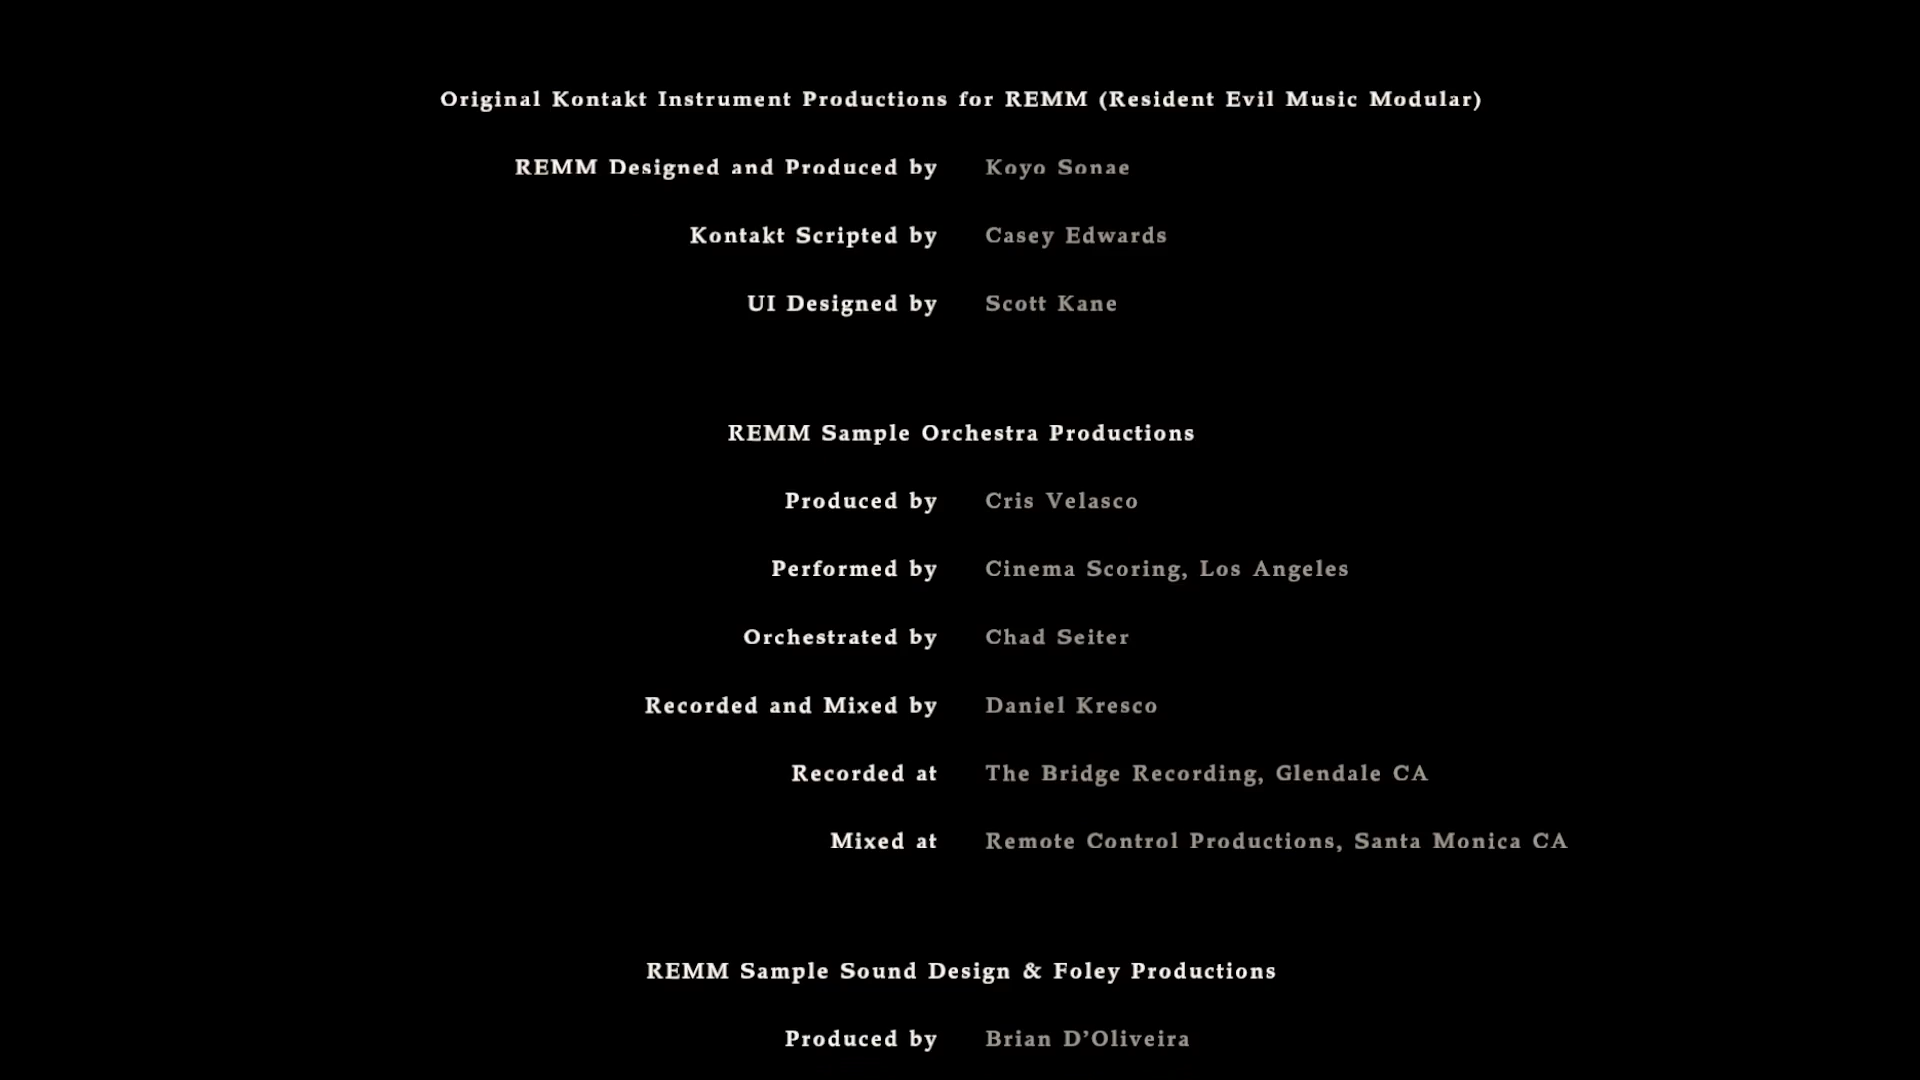 Original Kontakt Instrument Productions for REMM (Resident Evil Music Modular)
REMM Designed and Produced by Koyo Sonae
Kontakt Scripted by Casey Edwards
UI Designed by Scott Kane
REMM Sample Orchestra Productions
Produced by Cris Velasco
Performed by Cinema Scoring, Los Angeles
Orchestrated by Chad Seiter
Recorded and Mixed by Daniel Kresco
Recorded at The Bridge Recording, Glendale CA
Mixed at Remote Control Productions, Santa Monica CA
REMM Sample Sound Design & Foley Productions
Produced by Brian D’Oliveira